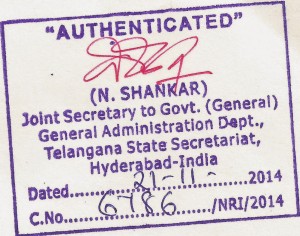 "AUTHENTICATED"
(N. SHANKAR)
Joint Secretary to Govt. (General)
General Administration Dept.,
Telangana State Secretariat,
Hyderabad-India
Dated......21-11-......2014
C.No......6786....../NRI/2014